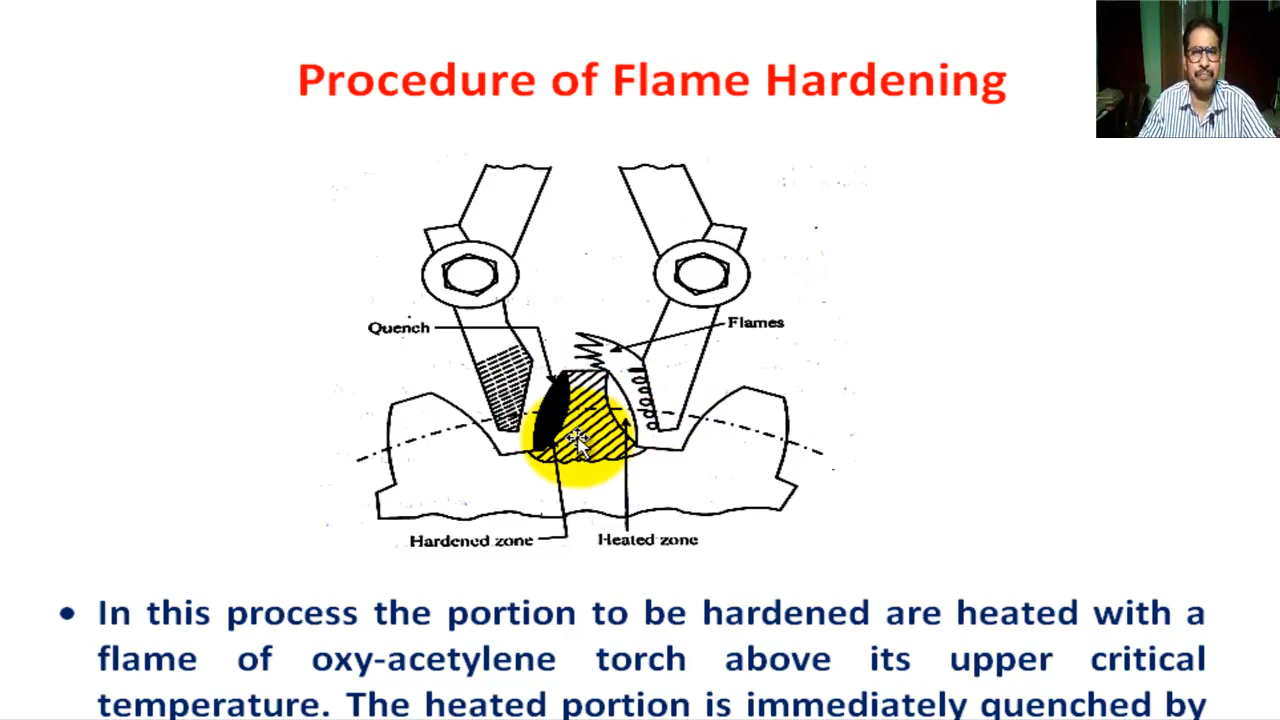 Procedure of Flame Hardening
Quench
Flames
Hardened zone
Heated zone
• In this process the portion to be hardened are heated with a
flame of oxy-acetylene torch above its upper critical
temperature. The heated portion is immediately quenched by